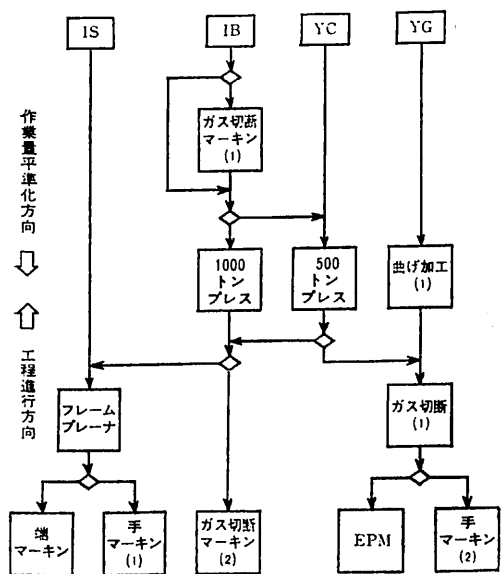 IS
IB
YC
YG
ガス切断
マーキン
(1)
作業量平準化方向
1000
トン
プレス
500
トン
プレス
曲げ加工
(1)
工程進行方向
フレーム
プレーナ
ガス切断
(1)
端
マーキン
手
マーキン
(1)
ガス切断
マーキン
(2)
EPM
手
マーキン
(2)